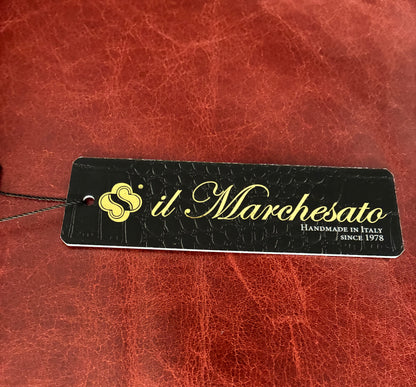 il Marchesato
HANDMADE IN ITALY
SINCE 1978